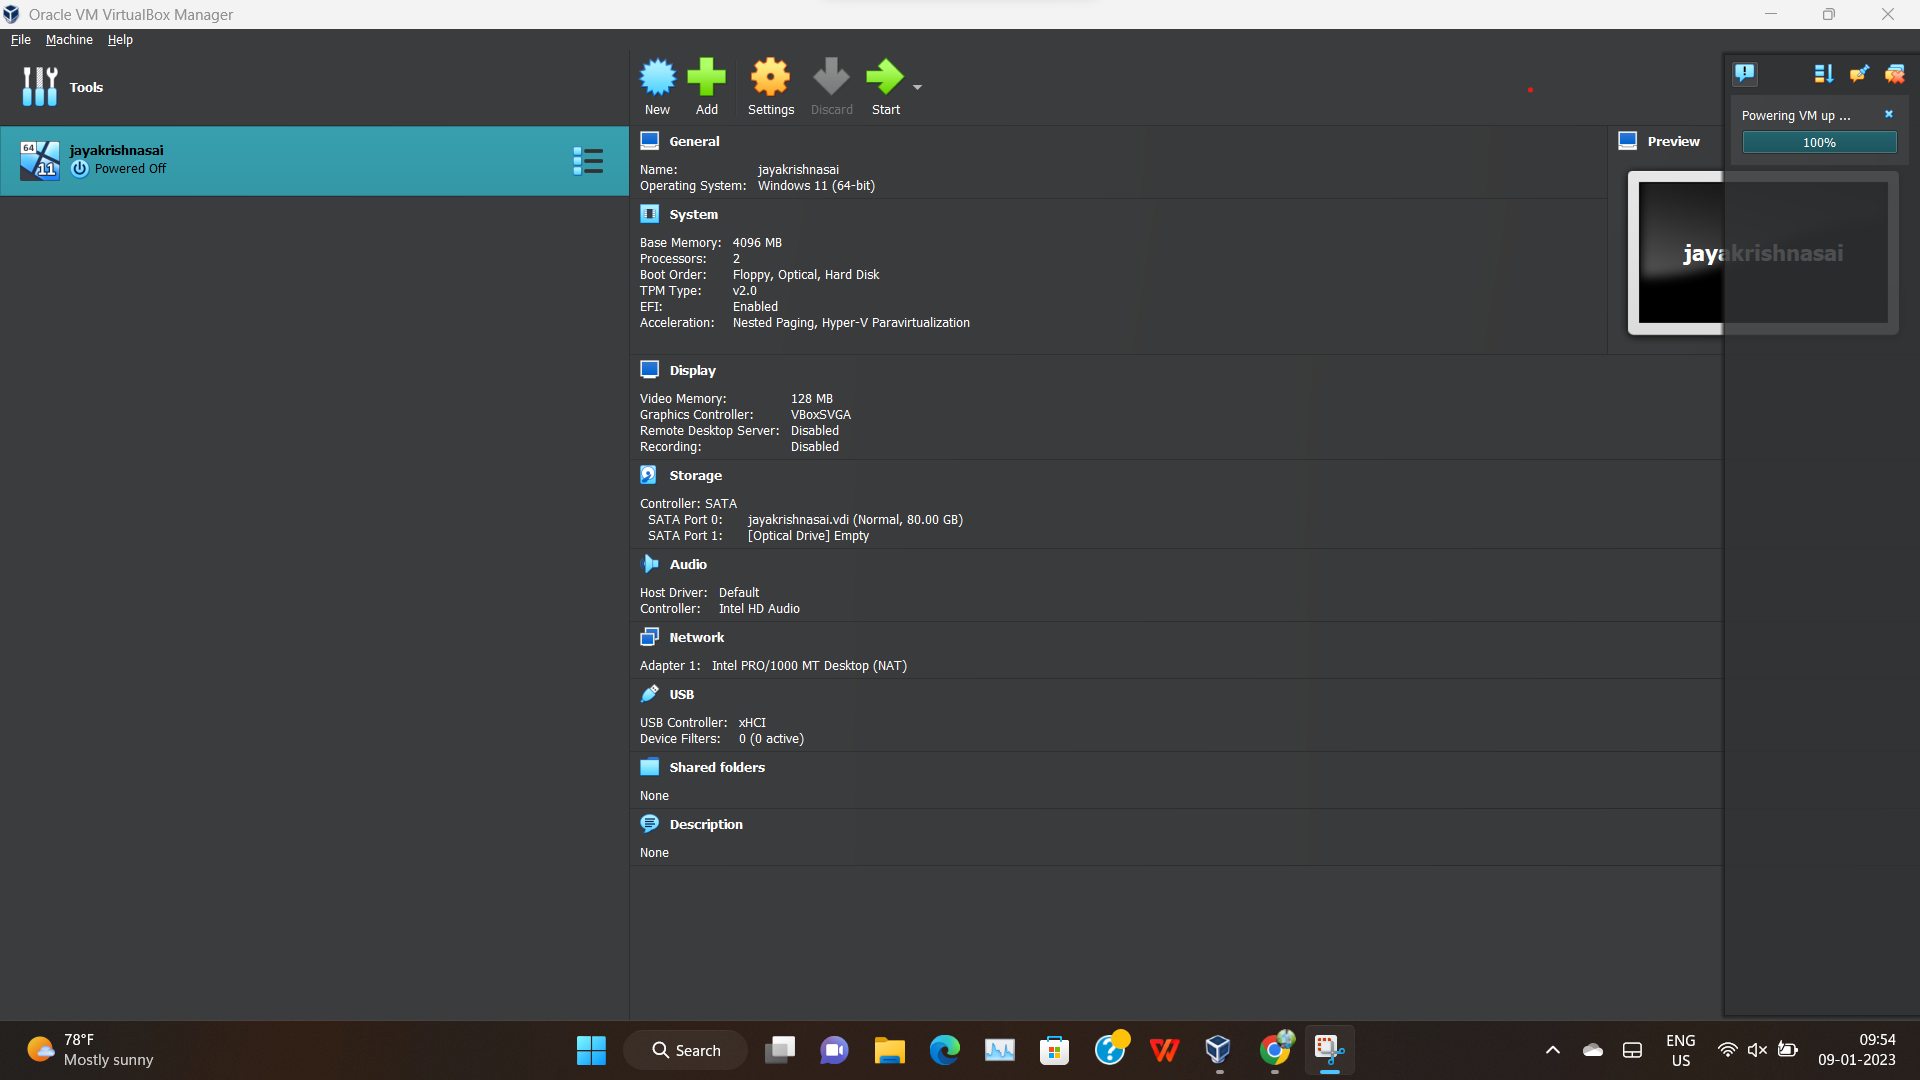 Oracle VM VirtualBox Manager
File Machine Help
Tools
New Add Settings Discard Start
64
11
jayakrishnasai
Powered Off
General
Name: jayakrishnasai
Operating System: Windows 11 (64-bit)
System
Base Memory: 4096 MB
Processors: 2
Boot Order: Floppy, Optical, Hard Disk
TPM Type: v2.0
EFI: Enabled
Acceleration: Nested Paging, Hyper-V Paravirtualization
Display
Video Memory: 128 MB
Graphics Controller: VBoxSVGA
Remote Desktop Server: Disabled
Recording: Disabled
Storage
Controller: SATA
SATA Port 0: jayakrishnasai.vdi (Normal, 80.00 GB)
SATA Port 1: [Optical Drive] Empty
Audio
Host Driver: Default
Controller: Intel HD Audio
Network
Adapter 1: Intel PRO/1000 MT Desktop (NAT)
USB
USB Controller: xHCI
Device Filters: 0 (0 active)
Shared folders
None
Description
None
Preview
jayakrishnasai
Powering VM up ...
100%
78°F
Mostly sunny
Search
ENG
US
09:54
09-01-2023